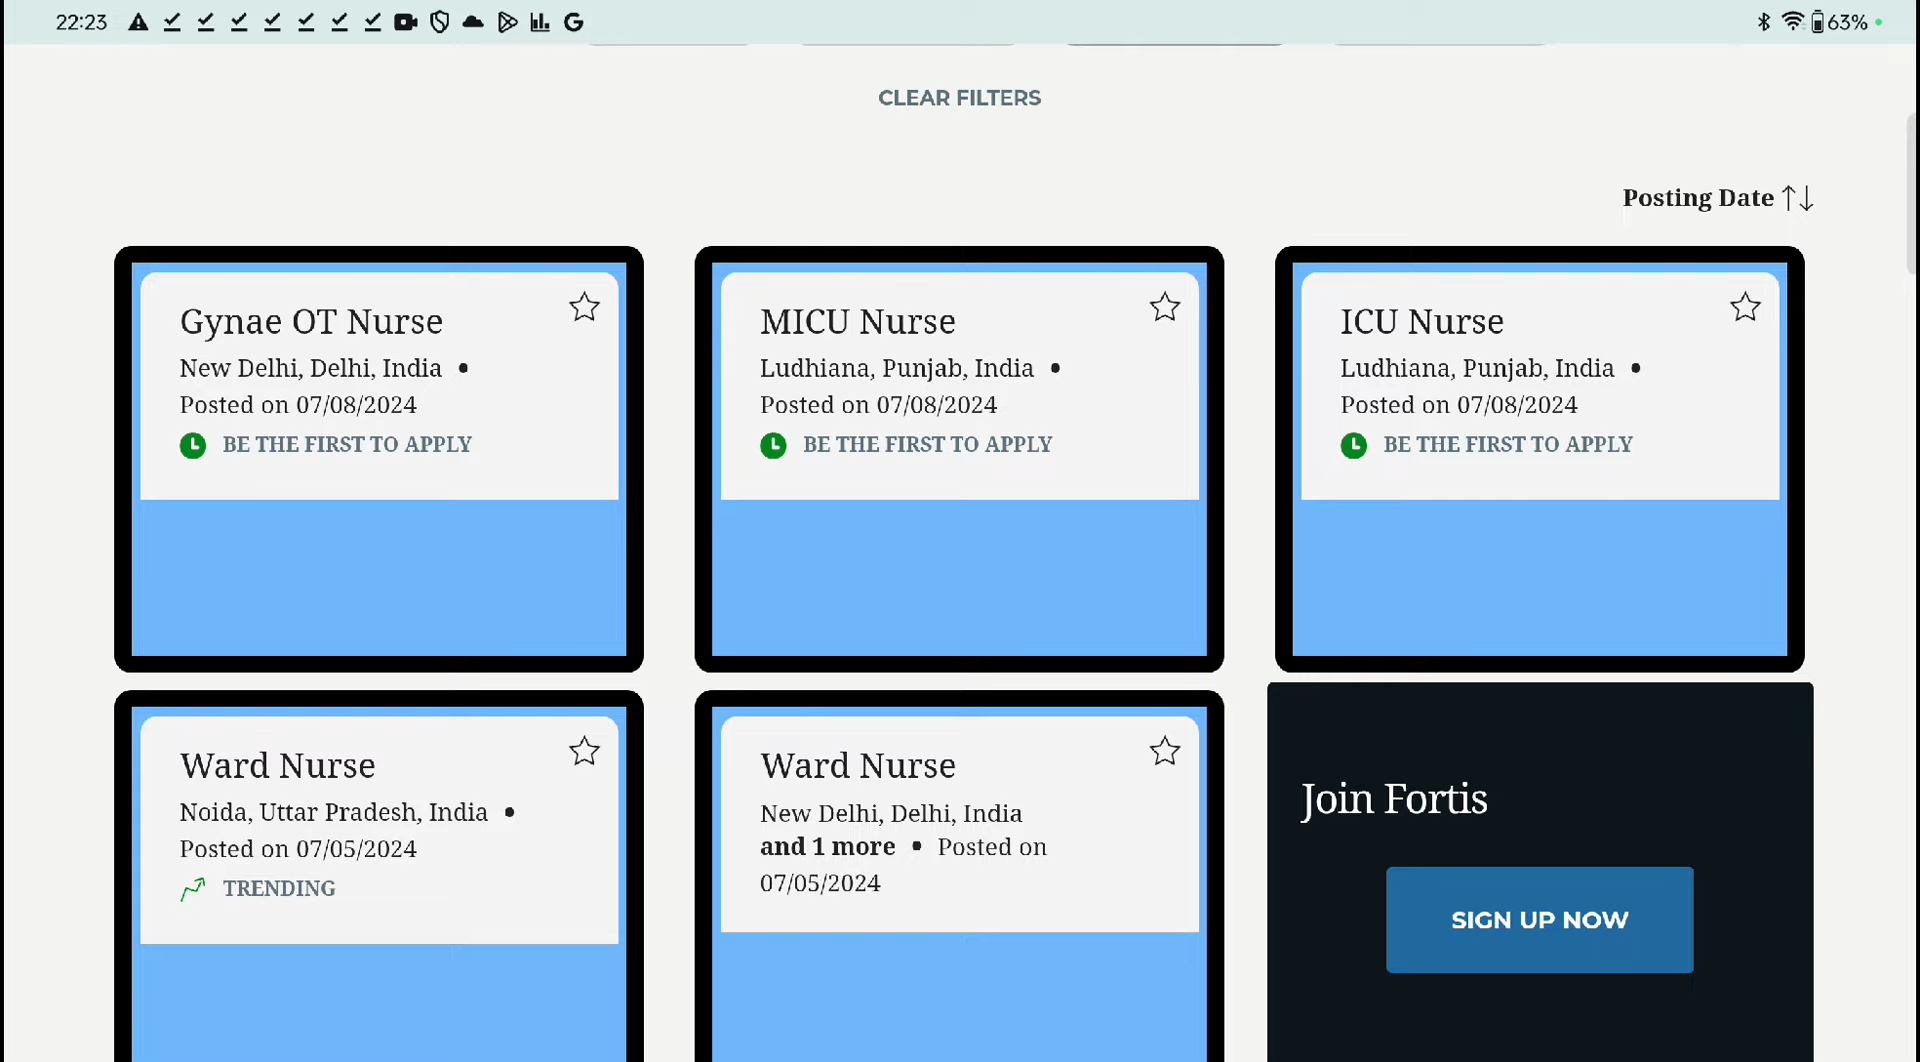 22:23
63%
CLEAR FILTERS
Posting Date
Gynae OT Nurse
New Delhi, Delhi, India •
Posted on 07/08/2024
BE THE FIRST TO APPLY
MICU Nurse
Ludhiana, Punjab, India •
Posted on 07/08/2024
BE THE FIRST TO APPLY
ICU Nurse
Ludhiana, Punjab, India •
Posted on 07/08/2024
BE THE FIRST TO APPLY
Ward Nurse
Noida, Uttar Pradesh, India •
Posted on 07/05/2024
TRENDING
Ward Nurse
New Delhi, Delhi, India
and 1 more • Posted on
07/05/2024
Join Fortis
SIGN UP NOW